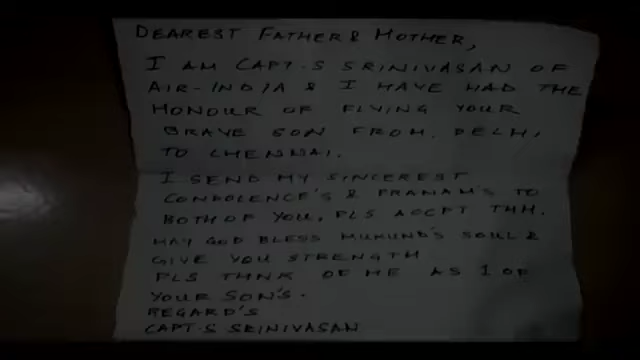 DEAREST FATHER & MOTHER,
I AM CAPT.S SRINIVASAN OF
AIR-INDIA & I HAVE HAD THE
HONOUR OF FLYING YOUR
BRAVE SON FROM DELHI
TO CHENNAI.
I SEND MY SINCEREST
CONDOLENCE'S & PRANAM'S TO
BOTH OF YOU, PLS ACCPT THM.
MAY GOD BLESS MUKUND'S SOUL &
GIVE YOU STRENGTH
PLS THNK OF ME AS 1 OF
YOUR SON'S.
REGARD'S
CAPT-S SRINIVASAN